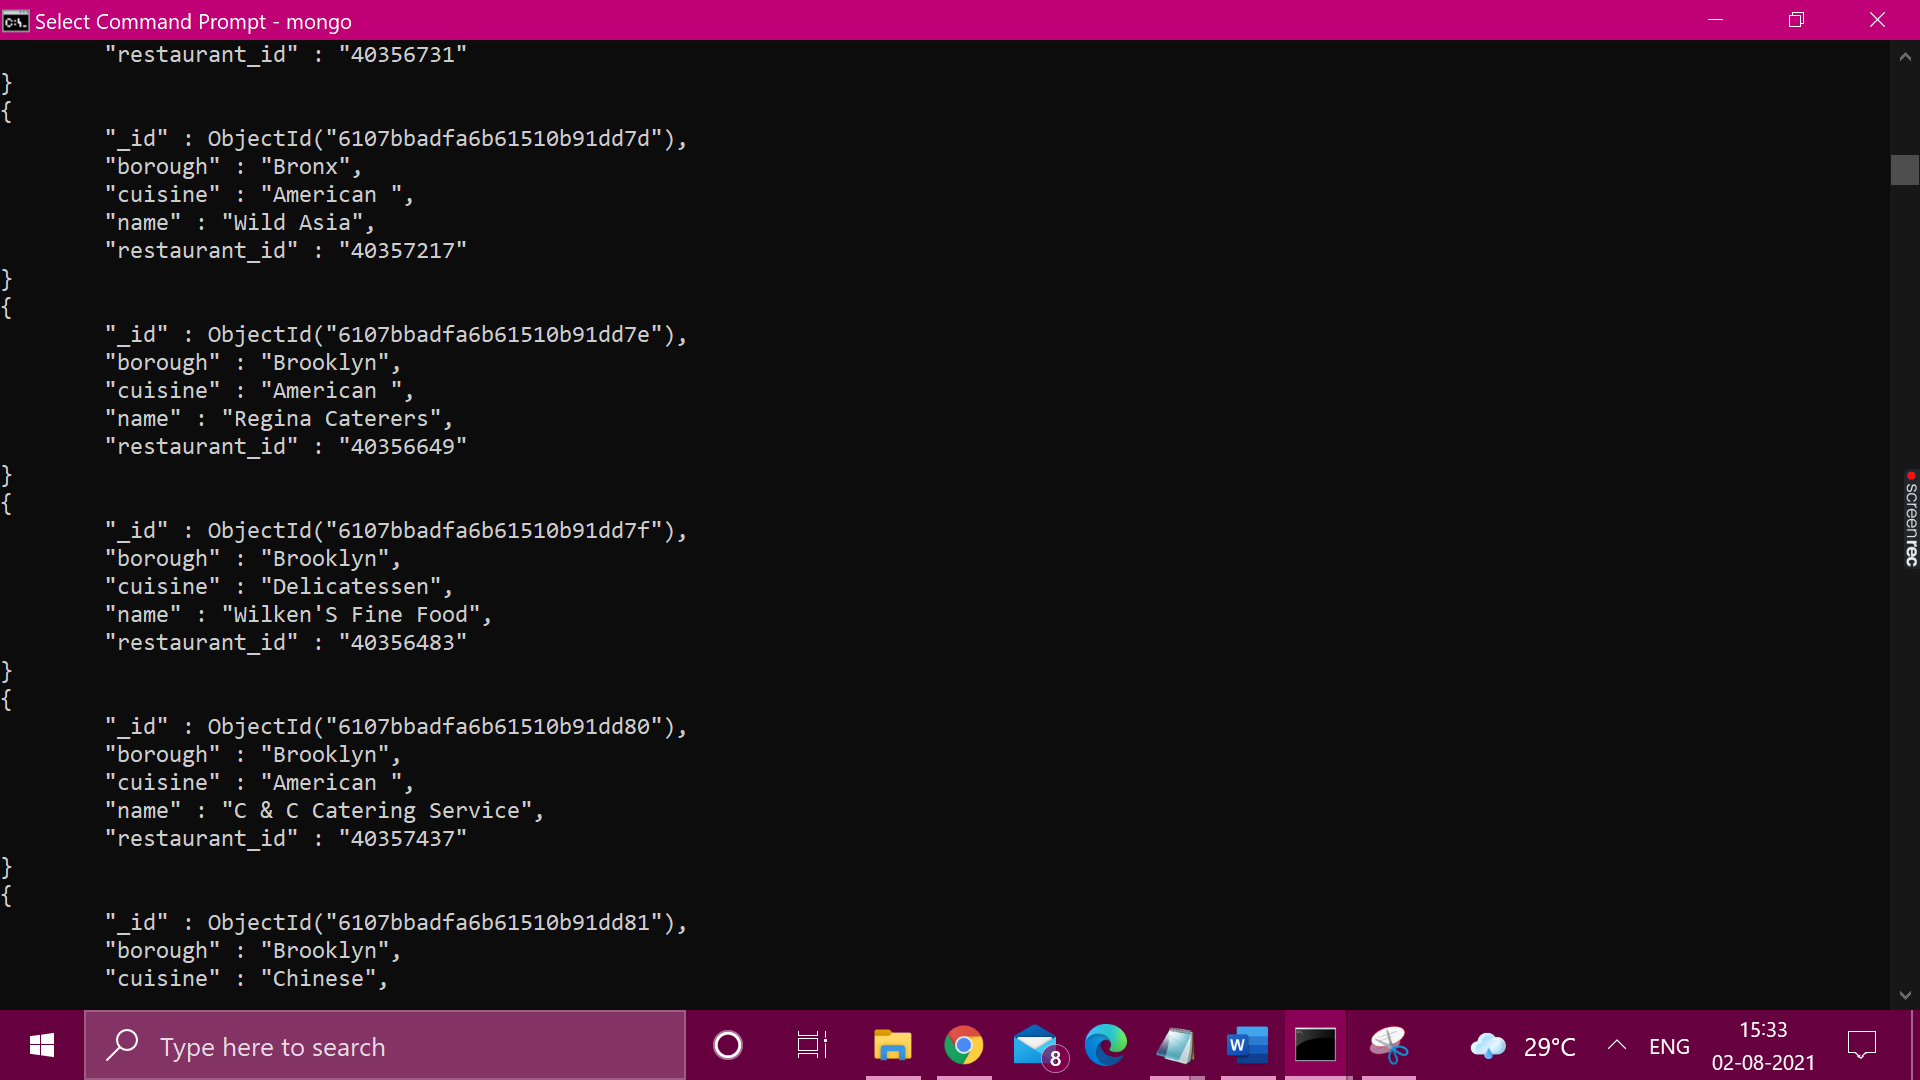 Select Command Prompt - mongo
"restaurant_id" : "40356731"
}
{
"_id" : ObjectId("6107bbadfa6b61510b91dd7d"),
"borough" : "Bronx",
"cuisine" : "American ",
"name" : "Wild Asia",
"restaurant_id" : "40357217"
}
{
"_id" : ObjectId("6107bbadfa6b61510b91dd7e"),
"borough" : "Brooklyn",
"cuisine" : "American ",
"name" : "Regina Caterers",
"restaurant_id" : "40356649"
}
{
"_id" : ObjectId("6107bbadfa6b61510b91dd7f"),
"borough" : "Brooklyn",
"cuisine" : "Delicatessen",
"name" : "Wilken'S Fine Food",
"restaurant_id" : "40356483"
}
{
"_id" : ObjectId("6107bbadfa6b61510b91dd80"),
"borough" : "Brooklyn",
"cuisine" : "American ",
"name" : "C & C Catering Service",
"restaurant_id" : "40357437"
}
{
"_id" : ObjectId("6107bbadfa6b61510b91dd81"),
"borough" : "Brooklyn",
"cuisine" : "Chinese",
screenrec
Type here to search
8
W
29°C
ENG
15:33
02-08-2021